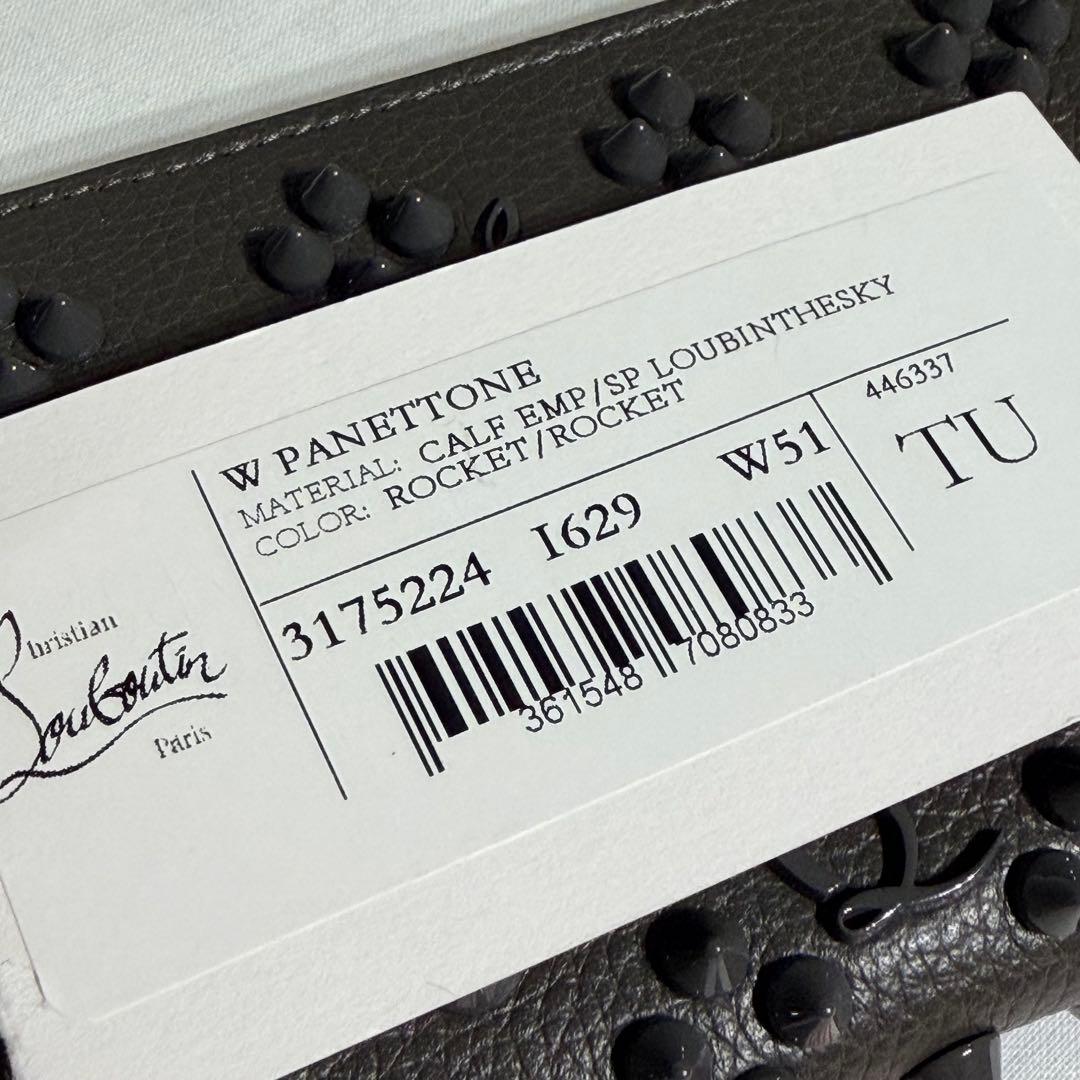 W PANETTONE
MATERIAL: CALF EMP/SP LOUBINTHESKY
COLOR: ROCKET/ROCKET
3175224 I629 W51
446337
TU
361548 7080833
Christian
Louboutin
Paris